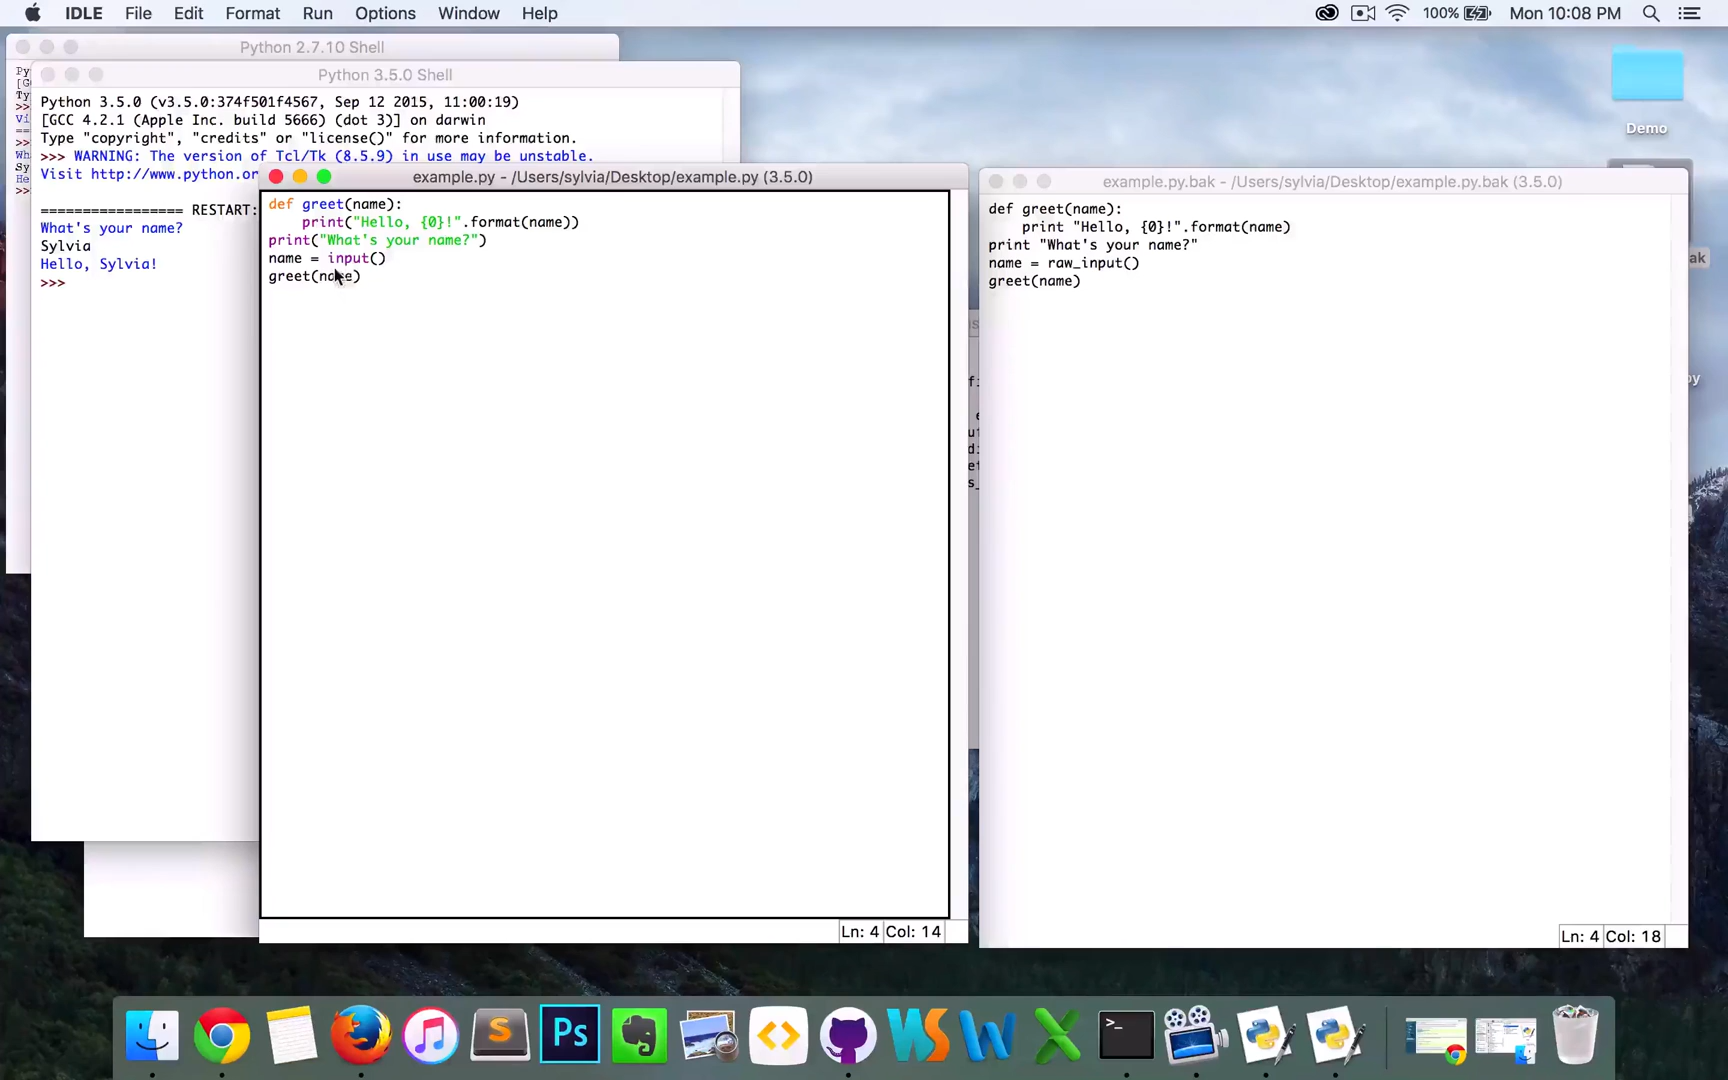 IDLE File Edit Format Run Options Window Help 100% Mon 10:08 PM
Python 2.7.10 Shell
Python 3.5.0 Shell
Python 3.5.0 (v3.5.0:374f501f4567, Sep 12 2015, 11:00:19)
[GCC 4.2.1 (Apple Inc. build 5666) (dot 3)] on darwin
Type "copyright", "credits" or "license()" for more information.
>>> WARNING: The version of Tcl/Tk (8.5.9) in use may be unstable.
Visit http://www.python.or
================ RESTART:
What's your name?
Sylvia
Hello, Sylvia!
>>>
example.py - /Users/sylvia/Desktop/example.py (3.5.0)
def greet(name):
print("Hello, {0}!".format(name))
print("What's your name?")
name = input()
greet(name)
Ln: 4 Col: 14
example.py.bak - /Users/sylvia/Desktop/example.py.bak (3.5.0)
def greet(name):
print "Hello, {0}!".format(name)
print "What's your name?"
name = raw_input()
greet(name)
Ln: 4 Col: 18
Demo
ak
py
S
Ps
WS
W
X
>_